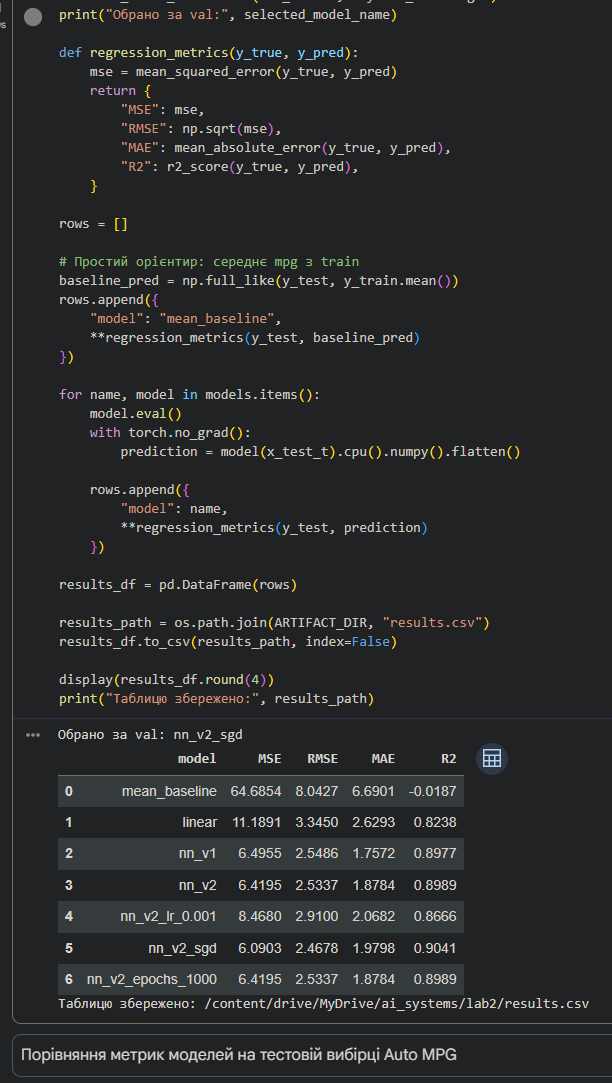 print("Обрано за val:", selected_model_name)
def regression_metrics(y_true, y_pred):
mse = mean_squared_error(y_true, y_pred)
return {
"MSE": mse,
"RMSE": np.sqrt(mse),
"MAE": mean_absolute_error(y_true, y_pred),
"R2": r2_score(y_true, y_pred),
}
rows = []
# Простий орієнтир: середнє mpg з train
baseline_pred = np.full_like(y_test, y_train.mean())
rows.append({
"model": "mean_baseline",
**regression_metrics(y_test, baseline_pred)
})
for name, model in models.items():
model.eval()
with torch.no_grad():
prediction = model(x_test_t).cpu().numpy().flatten()
rows.append({
"model": name,
**regression_metrics(y_test, prediction)
})
results_df = pd.DataFrame(rows)
results_path = os.path.join(ARTIFACT_DIR, "results.csv")
results_df.to_csv(results_path, index=False)
display(results_df.round(4))
print("Таблицю збережено:", results_path)
Обрано за val: nn_v2_sgd
model MSE RMSE MAE R2
0 mean_baseline 64.6854 8.0427 6.6901 -0.0187
1 linear 11.1891 3.3450 2.6293 0.8238
2 nn_v1 6.4955 2.5486 1.7572 0.8977
3 nn_v2 6.4195 2.5337 1.8784 0.8989
4 nn_v2_lr_0.001 8.4680 2.9100 2.0682 0.8666
5 nn_v2_sgd 6.0903 2.4678 1.9798 0.9041
6 nn_v2_epochs_1000 6.4195 2.5337 1.8784 0.8989
Таблицю збережено: /content/drive/MyDrive/ai_systems/lab2/results.csv
Порівняння метрик моделей на тестовій вибірці Auto MPG